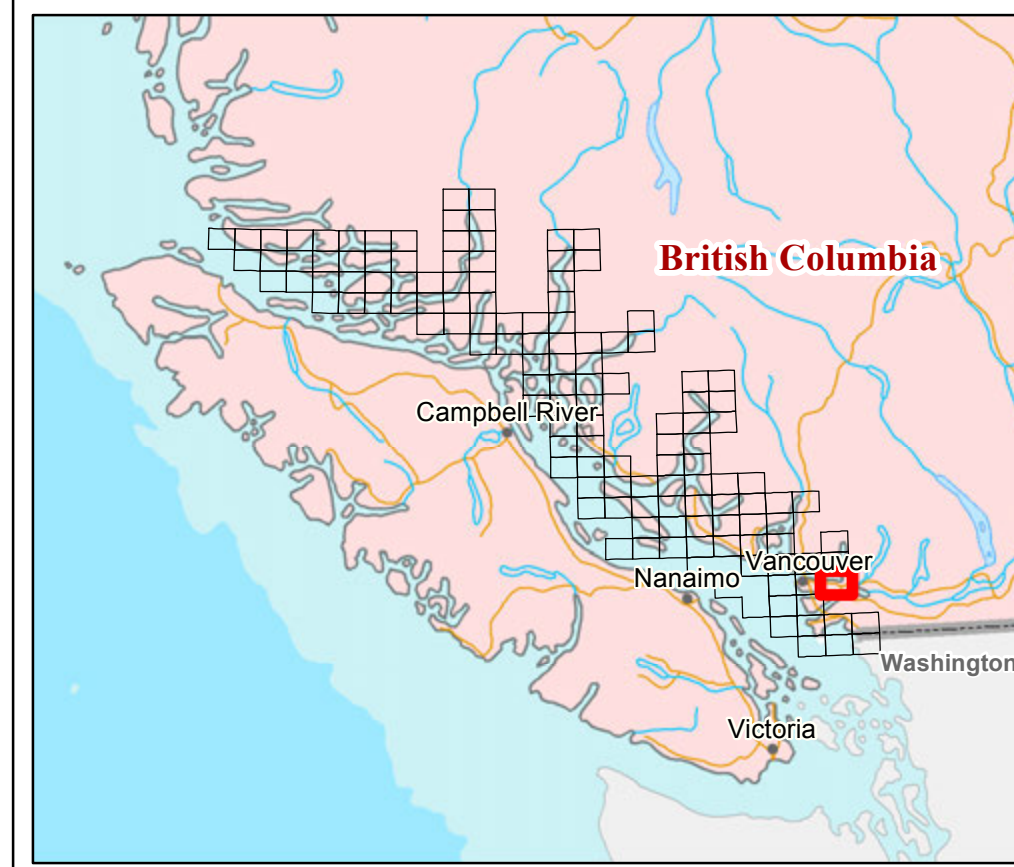 British Columbia
Campbell River
Vancouver
Nanaimo
Washington
Victoria